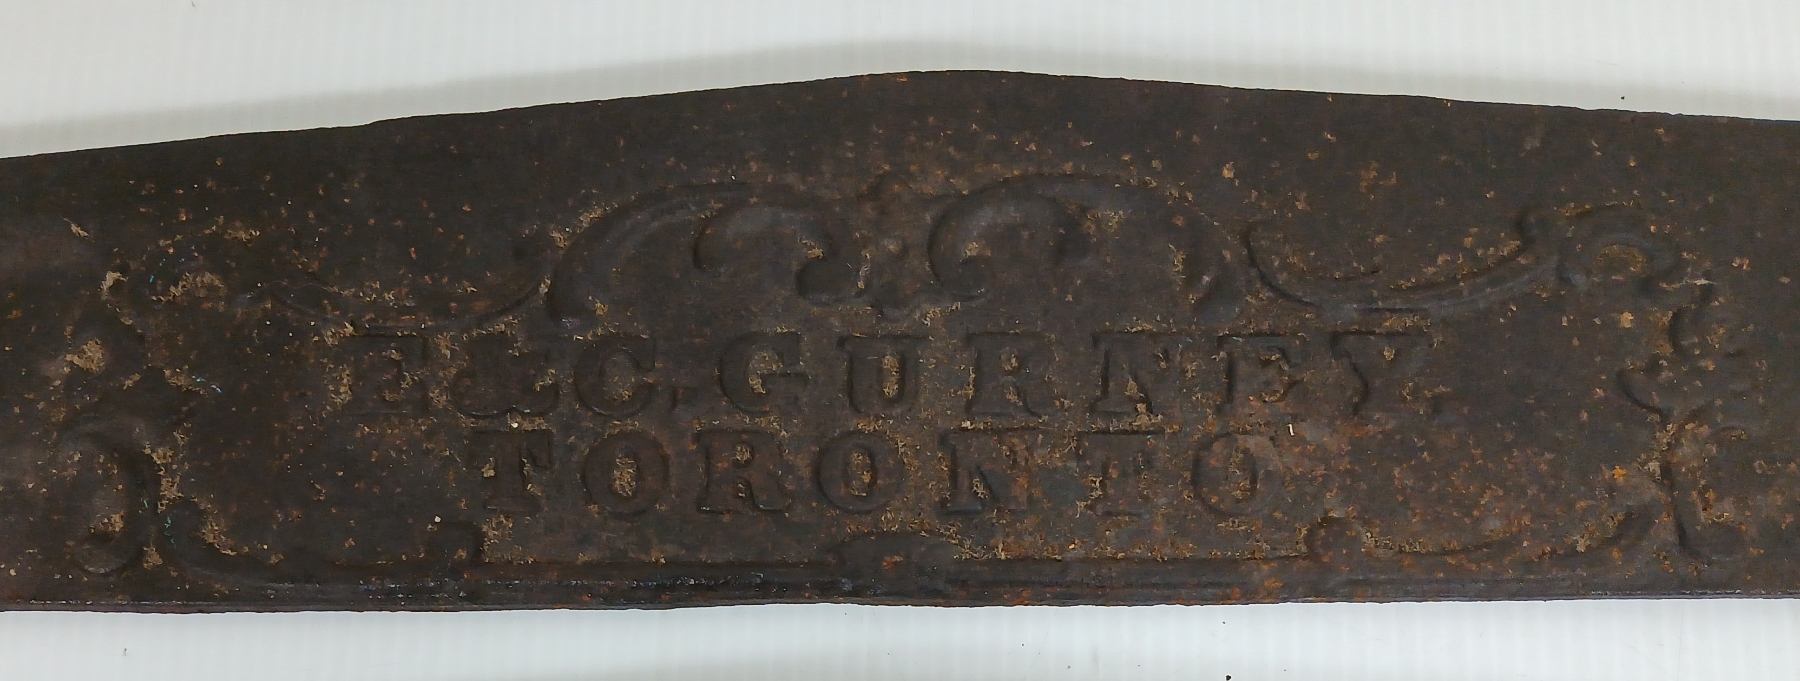 E & C. GURNEY.
TORONTO